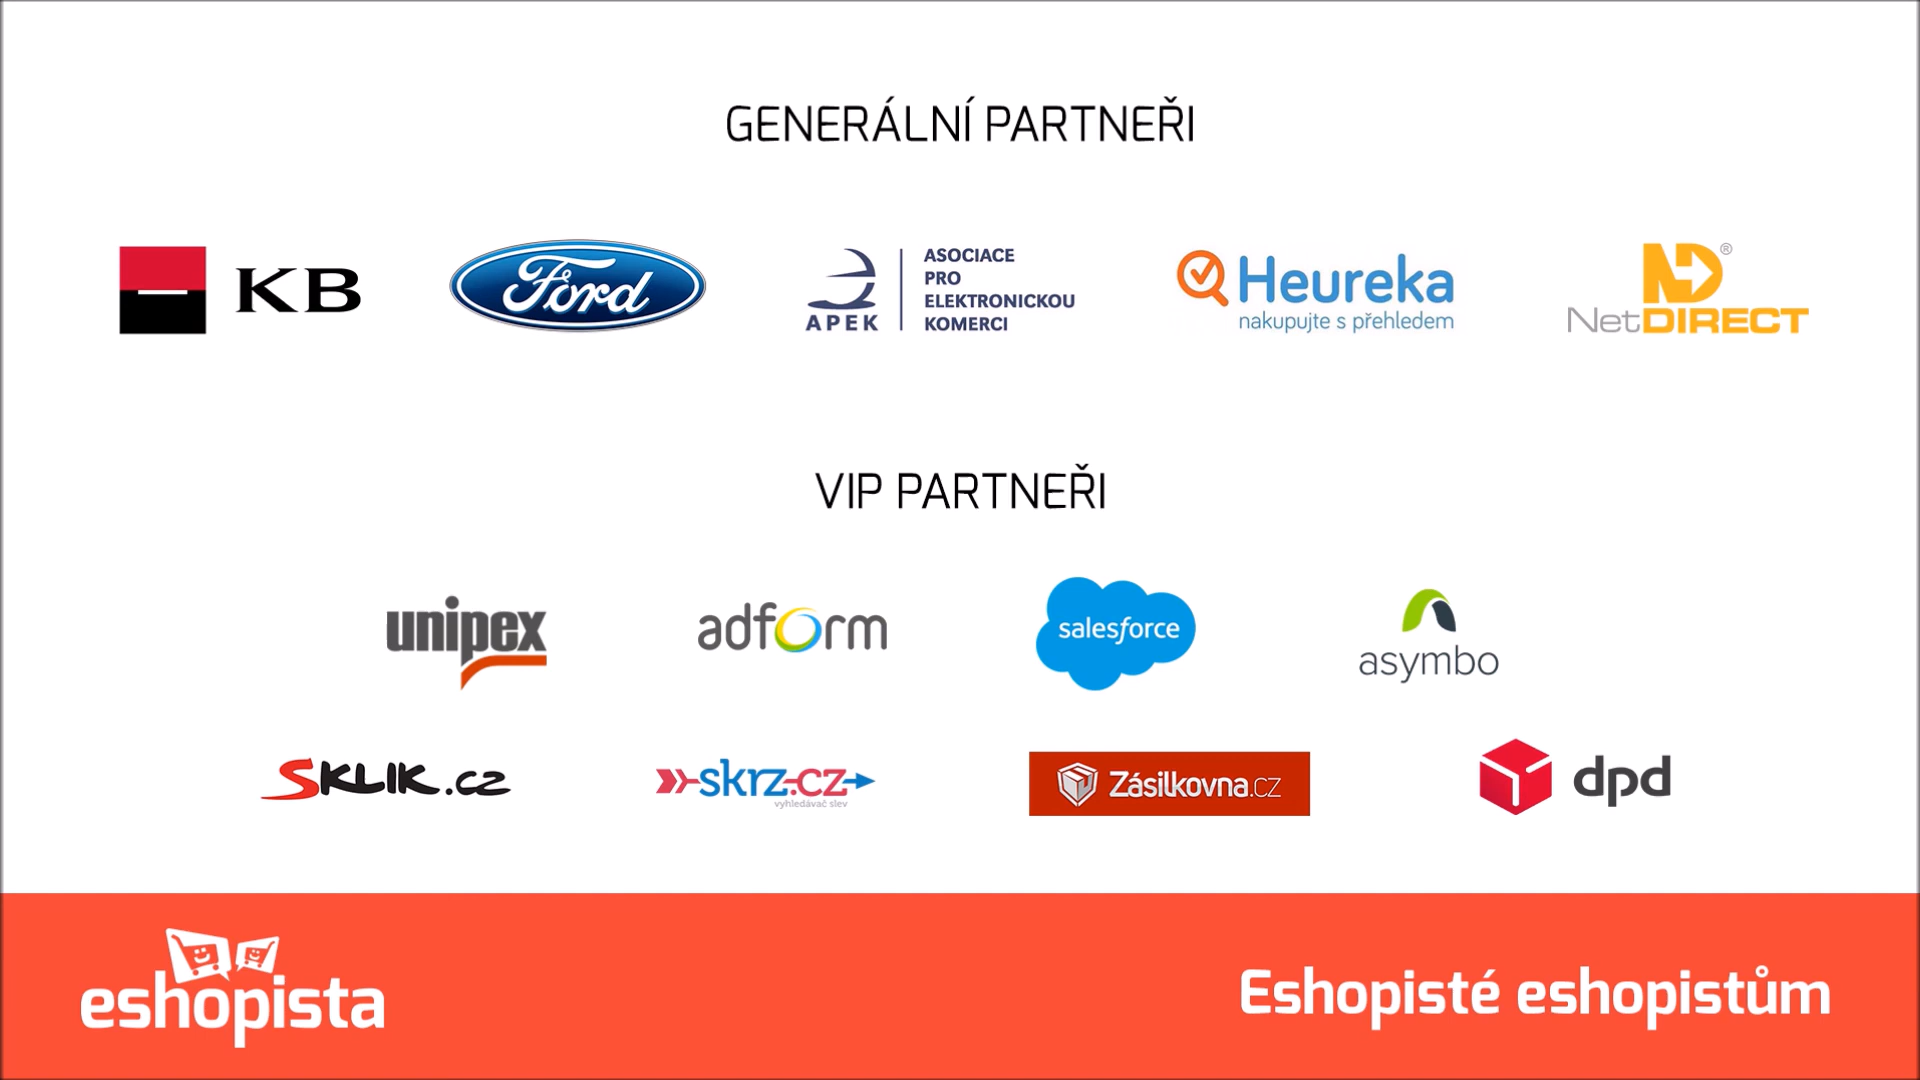 GENERÁLNÍ PARTNEŘI
KB
Ford
APEK
ASOCIACE
PRO
ELEKTRONICKOU
KOMERCI
Heureka
nakupujte s přehledem
ND®
NetDIRECT
VIP PARTNEŘI
unipex
adform
salesforce
asymbo
SKLIK.cz
skrz.cz
vyhledávač slev
Zásilkovna.cz
dpd
eshopista
Eshopisté eshopistům